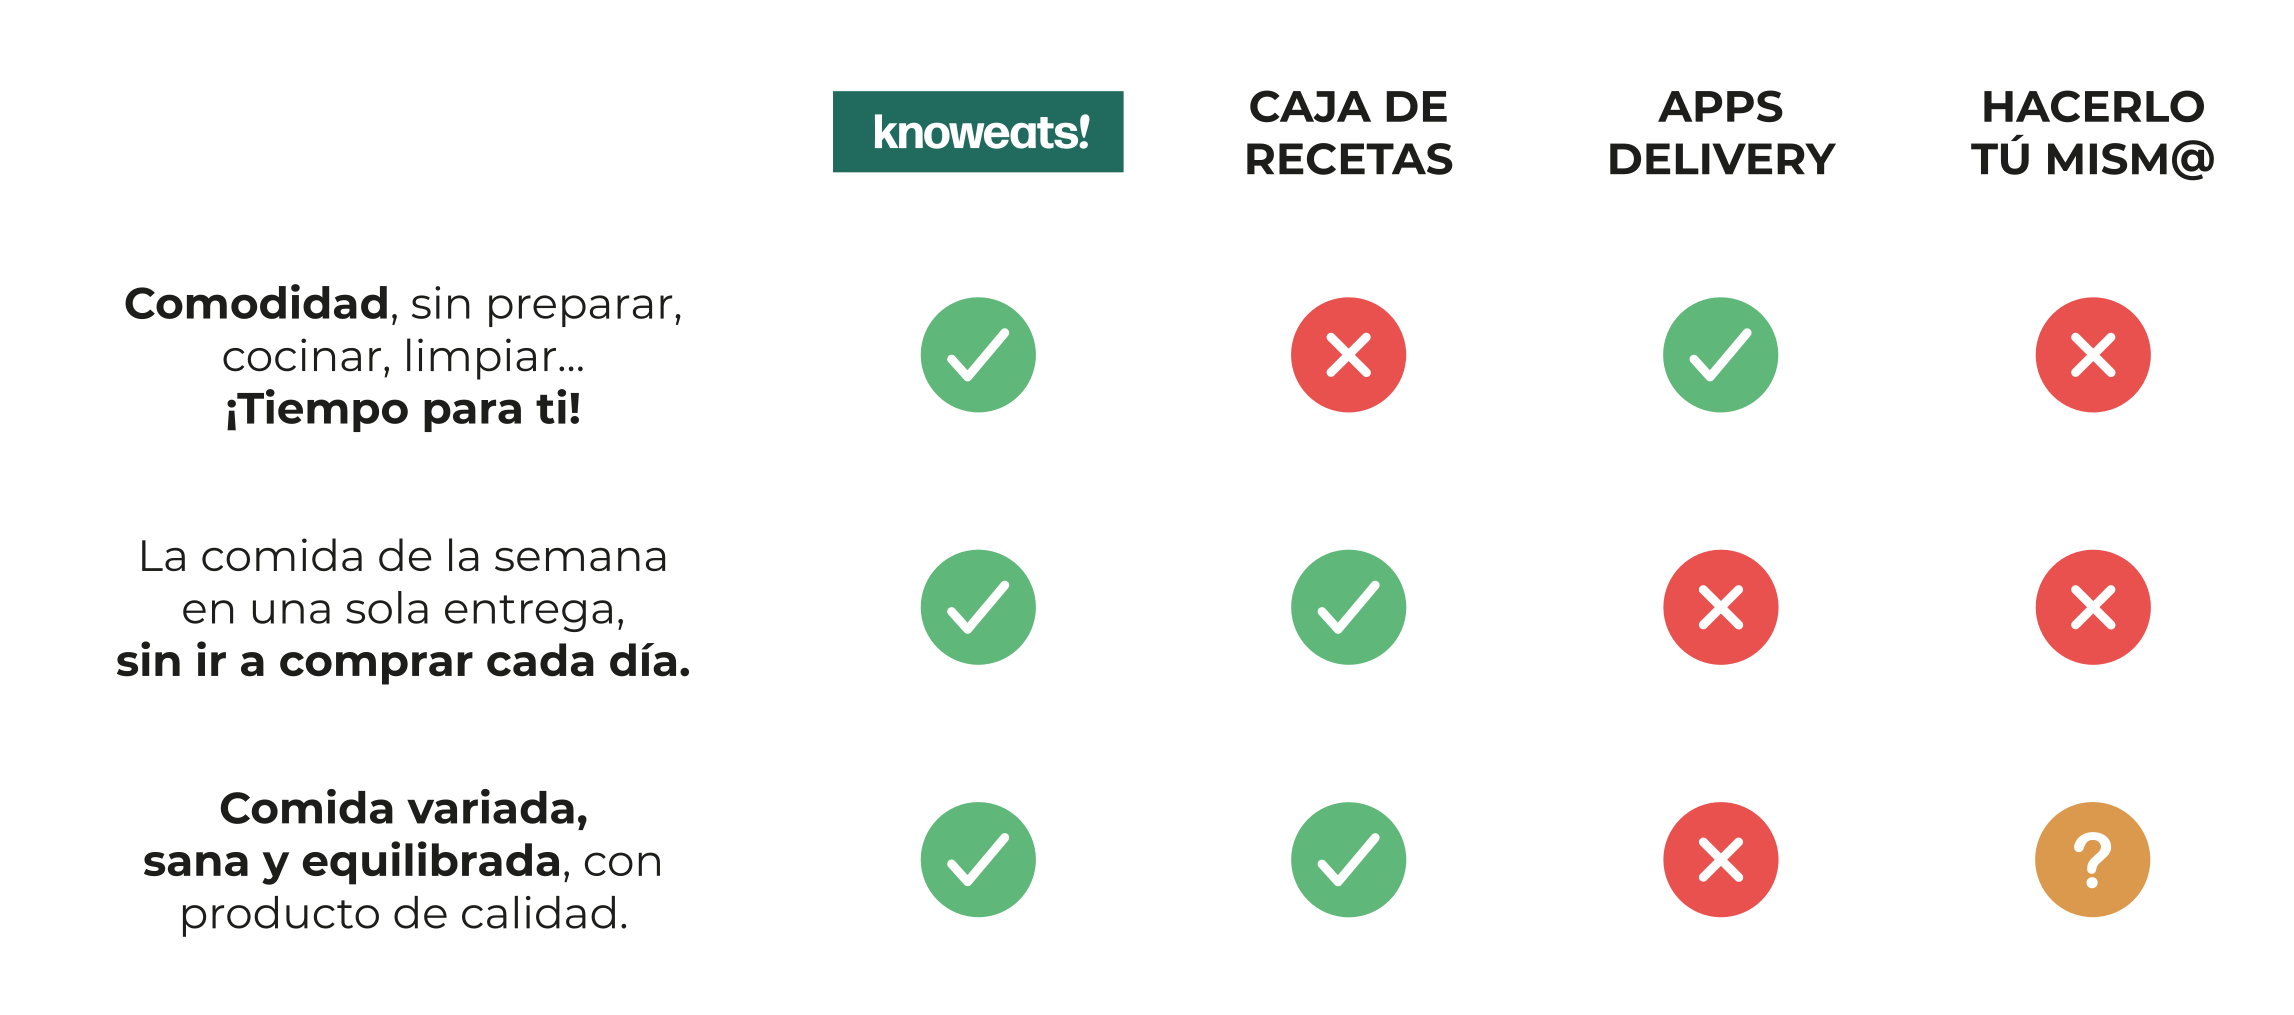 knoweats!
CAJA DE
RECETAS
APPS
DELIVERY
HACERLO
TÚ MISM@
Comodidad, sin preparar,
cocinar, limpiar...
¡Tiempo para ti!
La comida de la semana
en una sola entrega,
sin ir a comprar cada día.
Comida variada,
sana y equilibrada, con
producto de calidad.
?